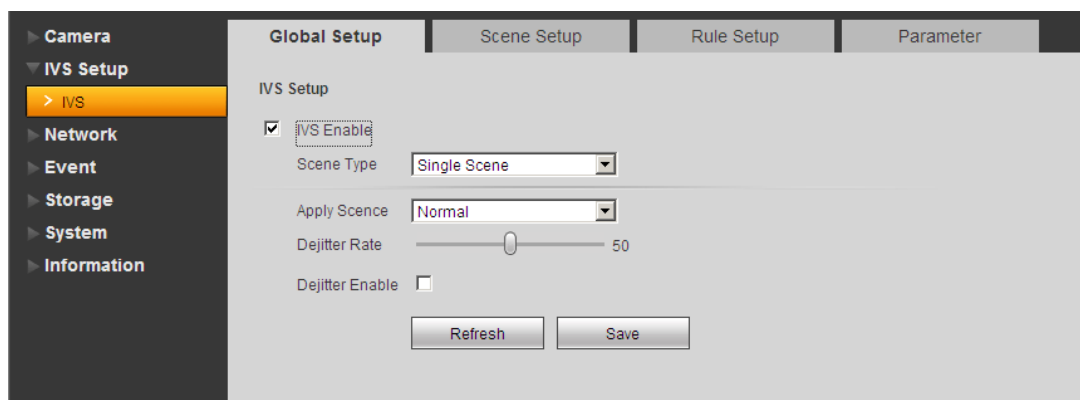 Camera
IVS Setup
> IVS
Network
Event
Storage
System
Information
Global Setup
Scene Setup
Rule Setup
Parameter
IVS Setup
IVS Enable
Scene Type
Single Scene
Apply Scence
Normal
Dejitter Rate
50
Dejitter Enable
Refresh
Save